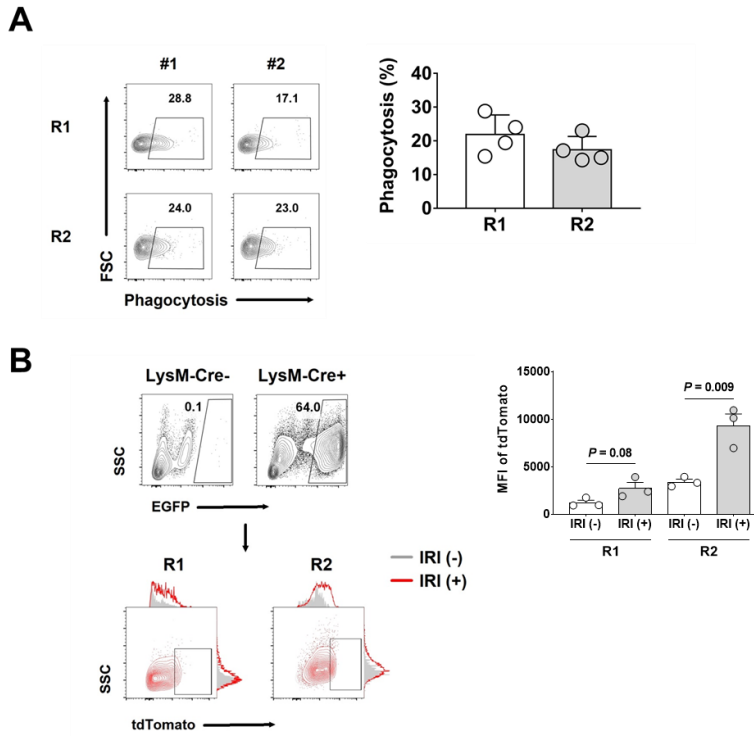 A
#1 #2
R1
28.8 17.1
R2
24.0 23.0
FSC
Phagocytosis
Phagocytosis (%)
40
30
20
10
0
R1 R2
B
LysM-Cre- LysM-Cre+
0.1 64.0
SSC
EGFP
R1 R2
IRI (-)
IRI (+)
SSC
tdTomato
MFI of tdTomato
15000
10000
5000
0
P = 0.08
P = 0.009
IRI (-) IRI (+) IRI (-) IRI (+)
R1 R2